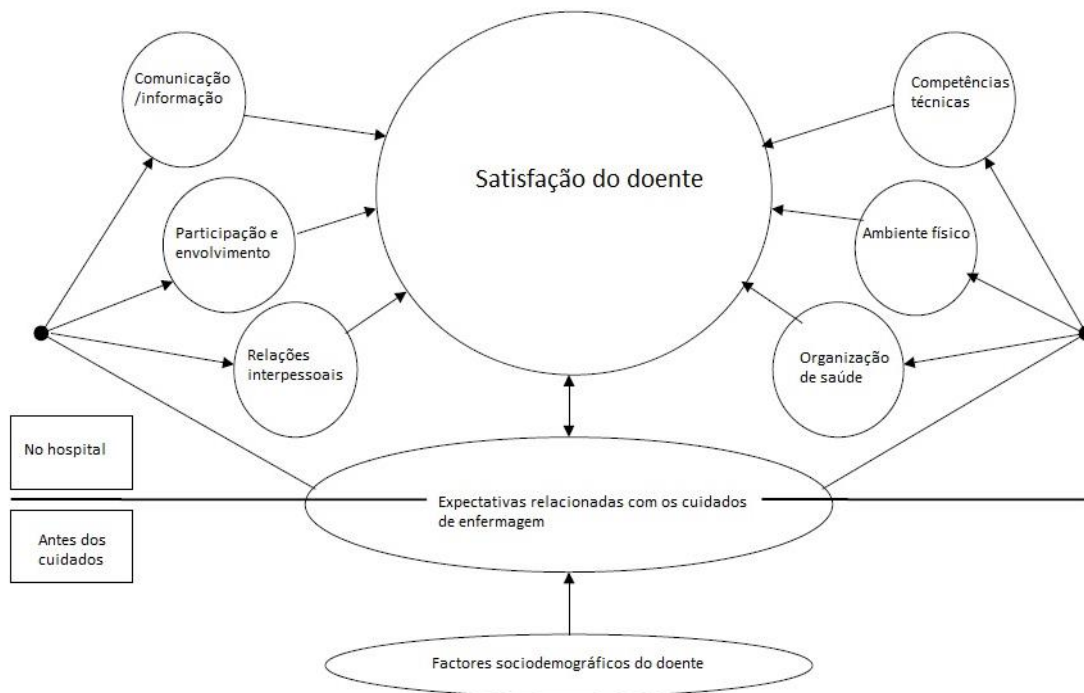 Comunicação
/informação
Competências
técnicas
Satisfação do doente
Participação e
envolvimento
Ambiente físico
Relações
interpessoais
Organização
de saúde
No hospital
Expectativas relacionadas com os cuidados
de enfermagem
Antes dos
cuidados
Factores sociodemográficos do doente